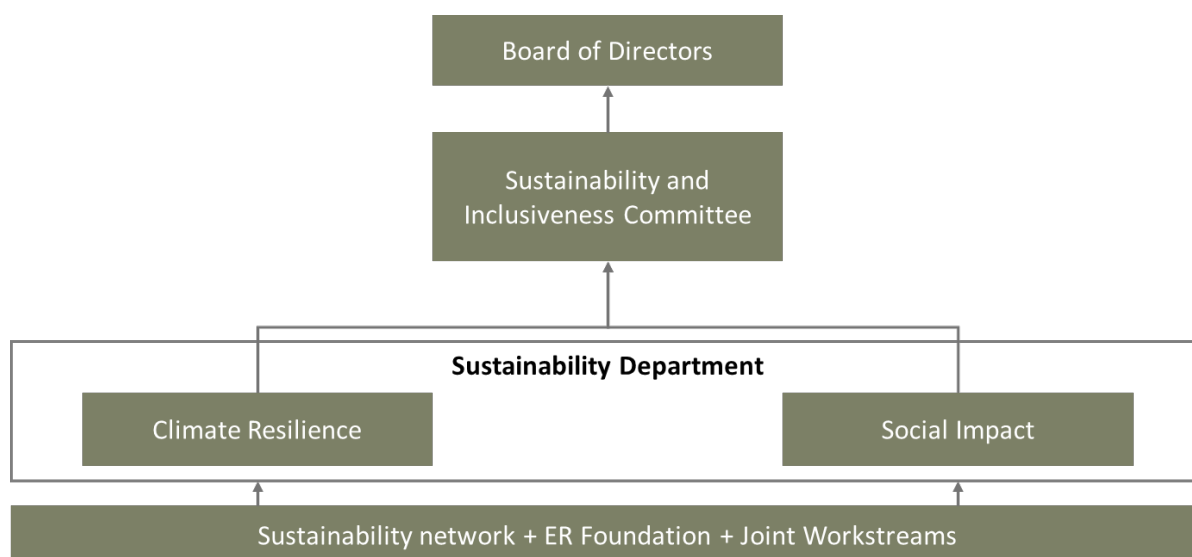 Board of Directors
Sustainability and
Inclusiveness Committee
Sustainability Department
Climate Resilience
Social Impact
Sustainability network + ER Foundation + Joint Workstreams